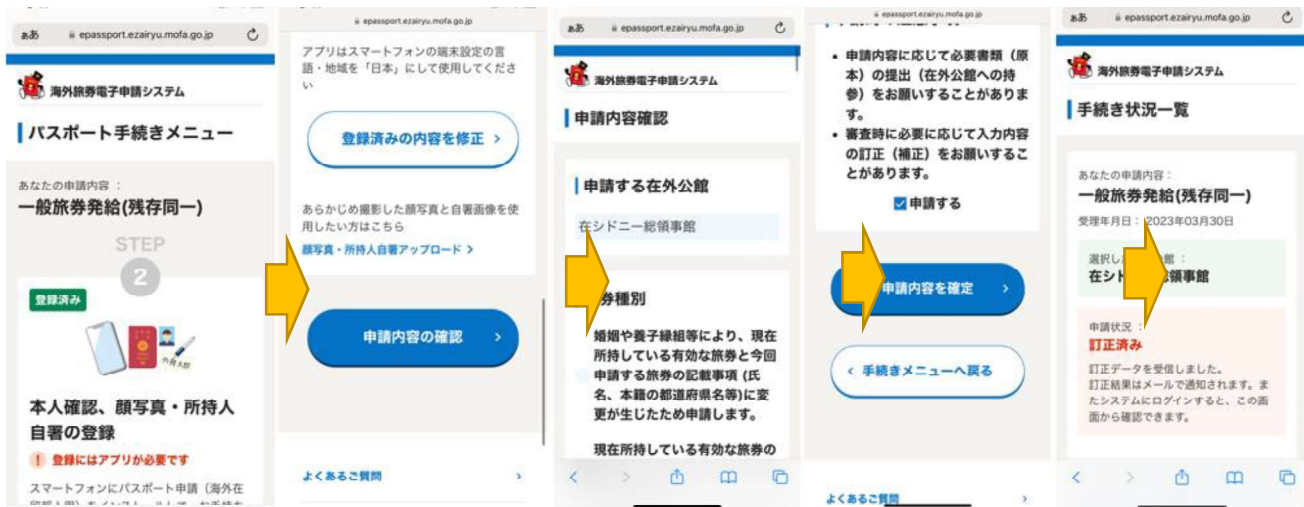 ああ epassport.ezairyu.mofa.go.jp
海外旅券電子申請システム
パスポート手続きメニュー
あなたの申請内容 :
一般旅券発給(残存同一)
STEP
2
登録済み
本人確認、顔写真・所持人
自署の登録
! 登録にはアプリが必要です
スマートフォンにパスポート申請（海外在
epassport.ezairyu.mofa.go.jp
アプリはスマートフォンの端末設定の言
語・地域を「日本」にして使用してくださ
い
登録済みの内容を修正 >
あらかじめ撮影した顔写真と自署画像を使
用したい方はこちら
顔写真・所持人自署アップロード >
申請内容の確認 >
よくあるご質問 >
ああ epassport.ezairyu.mofa.go.jp
海外旅券電子申請システム
申請内容確認
申請する在外公館
在シドニー総領事館
券種別
婚姻や養子縁組等により、現在
所持している有効な旅券と今回
申請する旅券の記載事項 (氏
名、本籍の都道府県名等)に変
更が生じたため申請します。
現在所持している有効な旅券の
epassport.ezairyu.mofa.go.jp
・申請内容に応じて必要書類（原
本）の提出（在外公館への持
参）をお願いすることがありま
す。
・審査時に必要に応じて入力内容
の訂正（補正）をお願いするこ
とがあります。
申請する
申請内容を確定 >
< 手続きメニューへ戻る
よくあるご質問 >
ああ epassport.ezairyu.mofa.go.jp
海外旅券電子申請システム
手続き状況一覧
あなたの申請内容:
一般旅券発給(残存同一)
受理年月日: 2023年03月30日
選択し 館 :
在シド 領事館
申請状況 :
訂正済み
訂正データを受信しました。
訂正結果はメールで通知されます。ま
たシステムにログインすると、この画
面から確認できます。